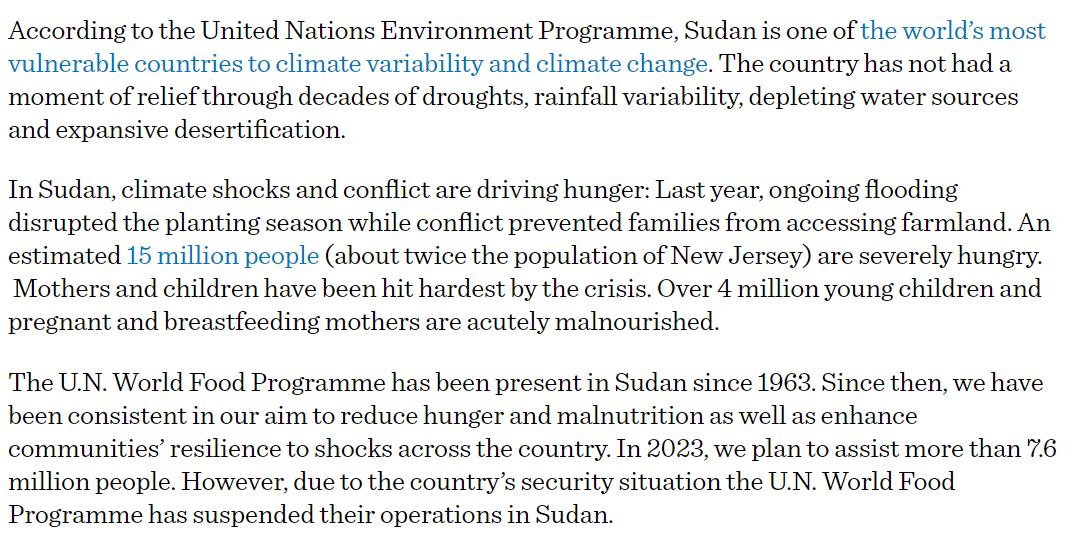 According to the United Nations Environment Programme, Sudan is one of the world’s most
vulnerable countries to climate variability and climate change. The country has not had a
moment of relief through decades of droughts, rainfall variability, depleting water sources
and expansive desertification.
In Sudan, climate shocks and conflict are driving hunger: Last year, ongoing flooding
disrupted the planting season while conflict prevented families from accessing farmland. An
estimated 15 million people (about twice the population of New Jersey) are severely hungry.
Mothers and children have been hit hardest by the crisis. Over 4 million young children and
pregnant and breastfeeding mothers are acutely malnourished.
The U.N. World Food Programme has been present in Sudan since 1963. Since then, we have
been consistent in our aim to reduce hunger and malnutrition as well as enhance
communities’ resilience to shocks across the country. In 2023, we plan to assist more than 7.6
million people. However, due to the country’s security situation the U.N. World Food
Programme has suspended their operations in Sudan.